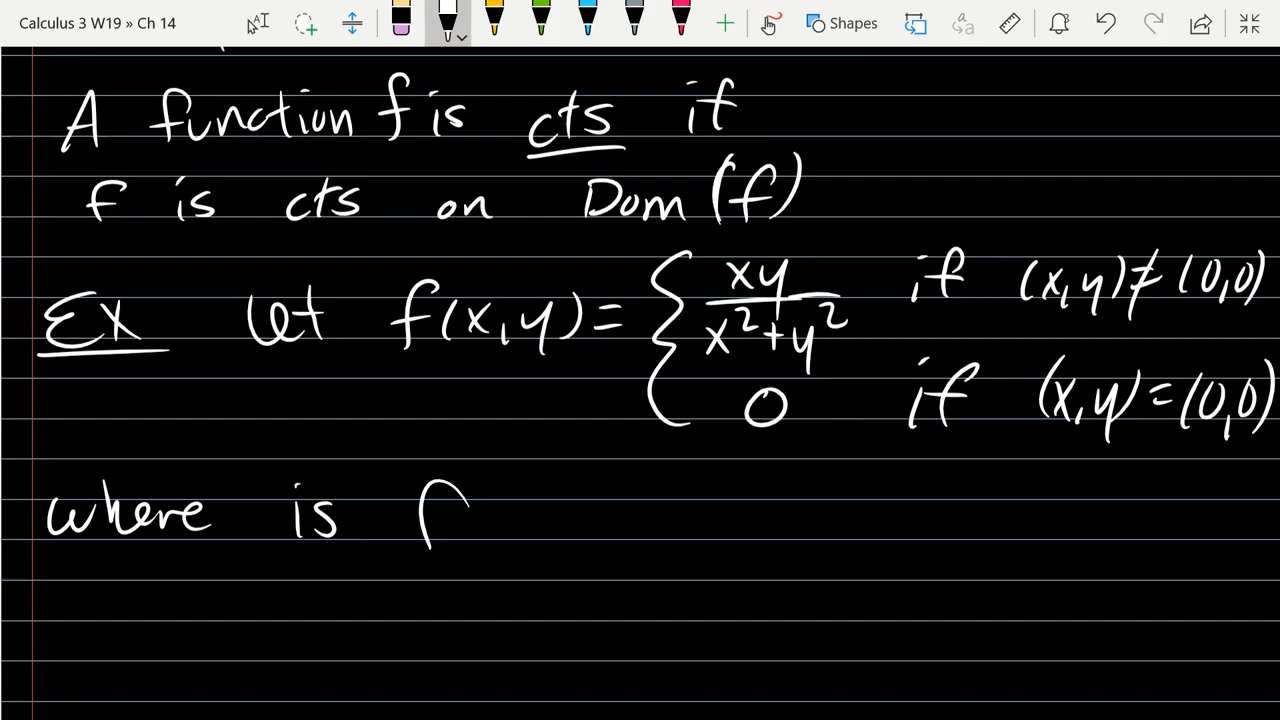 Calculus 3 W19 » Ch 14
Shapes
A function f is cts if
f is cts on Dom (f)
Ex Let f(x,y) = { xy / x²+y² if (x,y) ≠ (0,0)
0 if (x,y) = (0,0)
where is